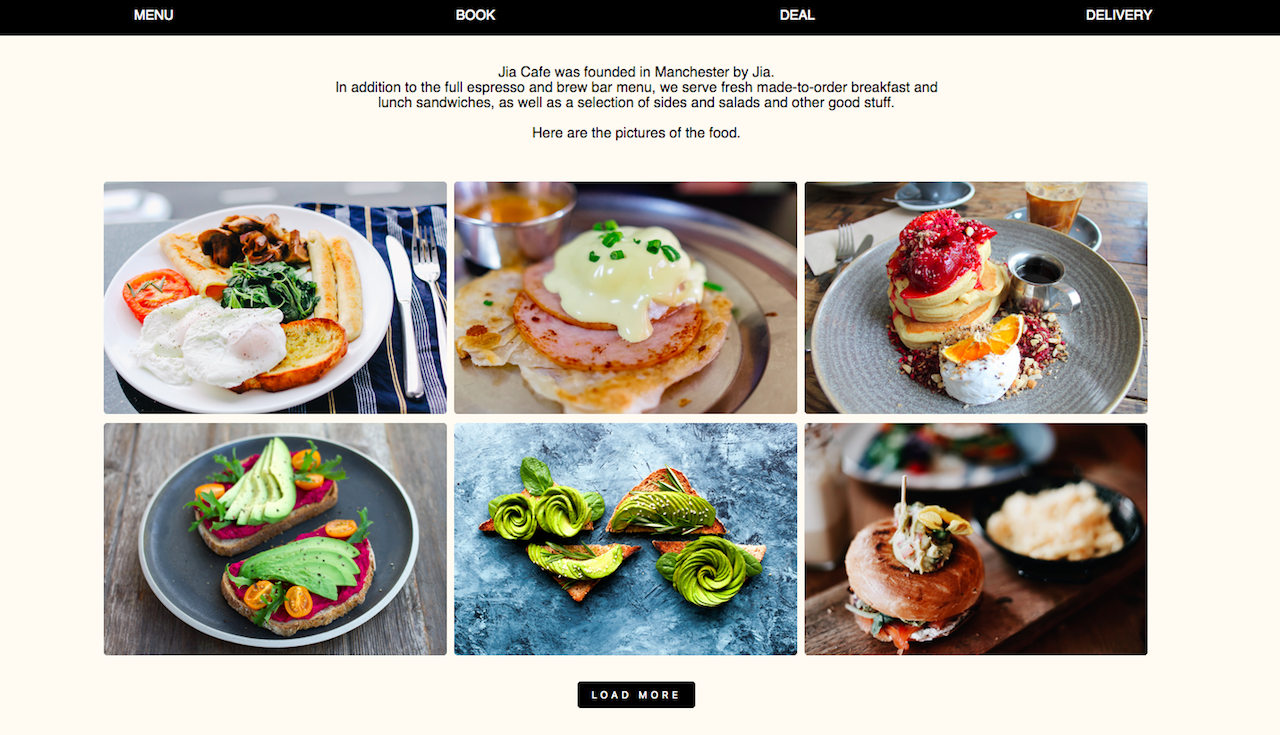 MENU BOOK DEAL DELIVERY
Jia Cafe was founded in Manchester by Jia.
In addition to the full espresso and brew bar menu, we serve fresh made-to-order breakfast and
lunch sandwiches, as well as a selection of sides and salads and other good stuff.
Here are the pictures of the food.
LOAD MORE